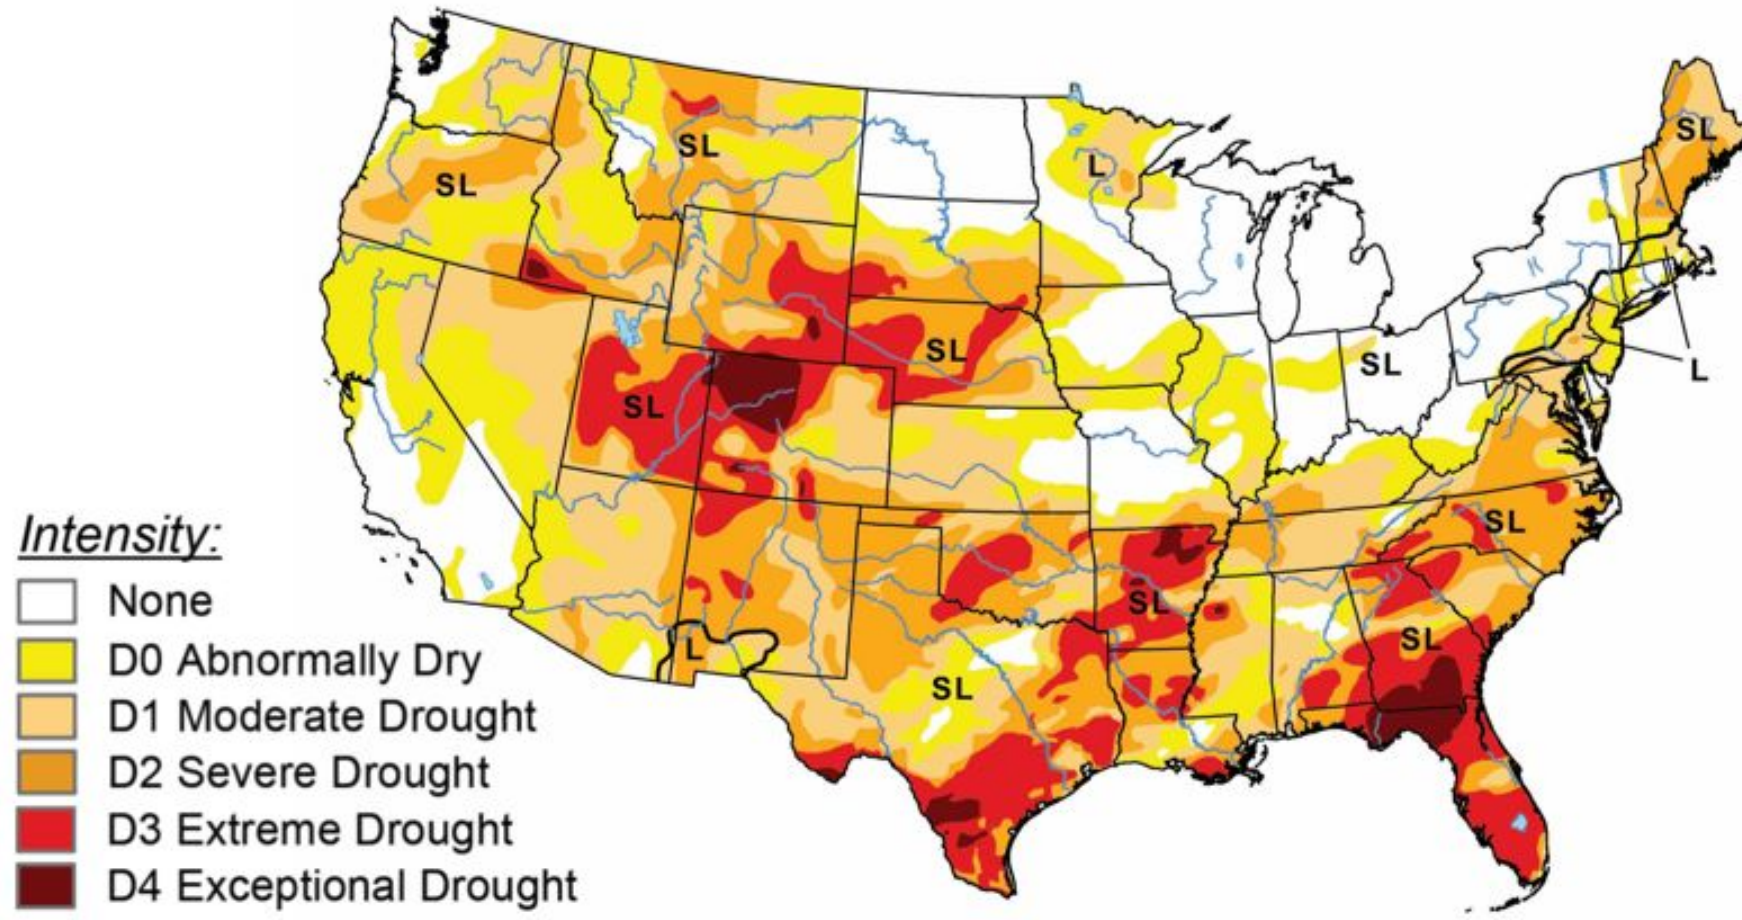 SL
SL
L
SL
SL
SL
SL
L
SL
SL
SL
L
SL
SL
Intensity:
None
D0 Abnormally Dry
D1 Moderate Drought
D2 Severe Drought
D3 Extreme Drought
D4 Exceptional Drought